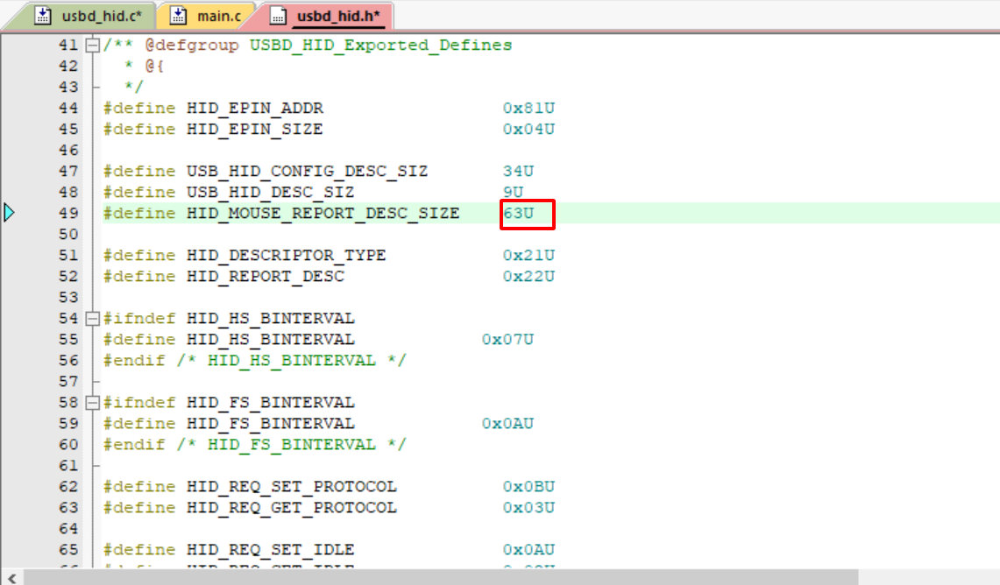 usbd_hid.c* main.c usbd_hid.h*
41 /** @defgroup USBD_HID_Exported_Defines
42 * @{
43 */
44 #define HID_EPIN_ADDR 0x81U
45 #define HID_EPIN_SIZE 0x04U
46
47 #define USB_HID_CONFIG_DESC_SIZ 34U
48 #define USB_HID_DESC_SIZ 9U
49 #define HID_MOUSE_REPORT_DESC_SIZE 63U
50
51 #define HID_DESCRIPTOR_TYPE 0x21U
52 #define HID_REPORT_DESC 0x22U
53
54 #ifndef HID_HS_BINTERVAL
55 #define HID_HS_BINTERVAL 0x07U
56 #endif /* HID_HS_BINTERVAL */
57
58 #ifndef HID_FS_BINTERVAL
59 #define HID_FS_BINTERVAL 0x0AU
60 #endif /* HID_FS_BINTERVAL */
61
62 #define HID_REQ_SET_PROTOCOL 0x0BU
63 #define HID_REQ_GET_PROTOCOL 0x03U
64
65 #define HID_REQ_SET_IDLE 0x0AU